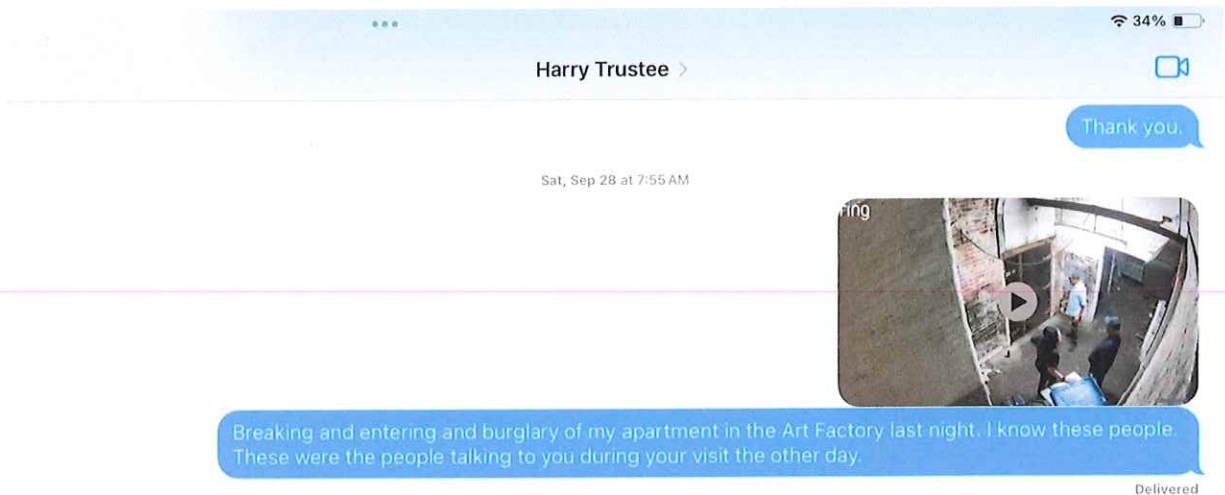 34%
Harry Trustee >
Thank you.
Sat, Sep 28 at 7:55 AM
ring
Breaking and entering and burglary of my apartment in the Art Factory last night. I know these people.
These were the people talking to you during your visit the other day.
Delivered